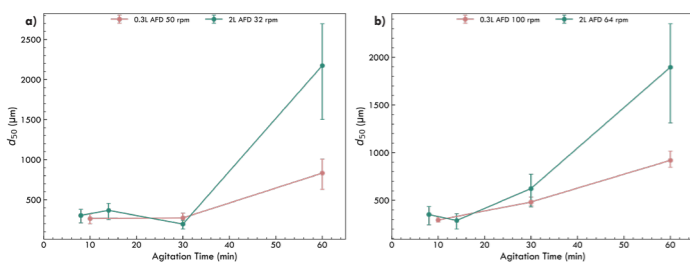 a)
0.3L AFD 50 rpm
2L AFD 32 rpm
2500
2000
1500
1000
500
d50 (μm)
0
10
20
30
40
50
60
Agitation Time (min)
b)
0.3L AFD 100 rpm
2L AFD 64 rpm
2000
1500
1000
500
d50 (μm)
0
10
20
30
40
50
60
Agitation Time (min)